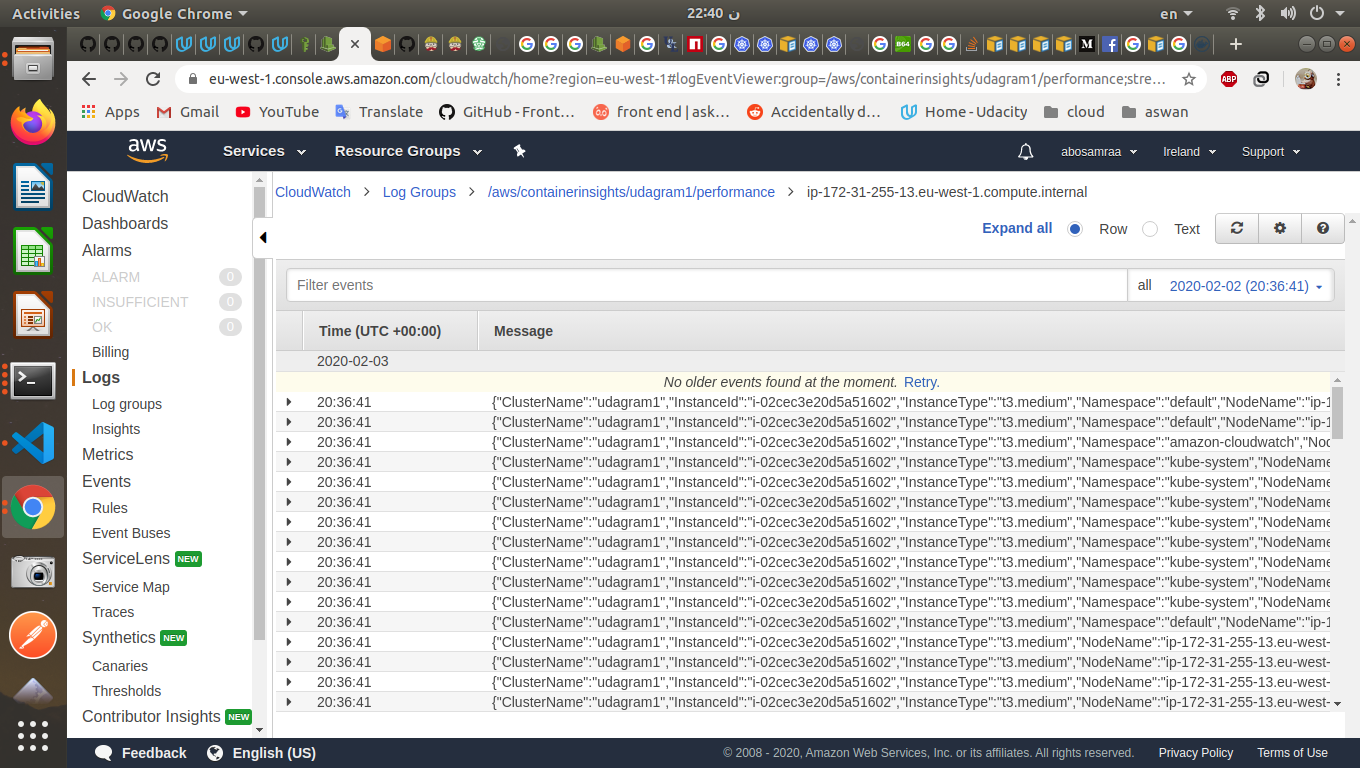 Activities Google Chrome 22:40 ن en
eu-west-1.console.aws.amazon.com/cloudwatch/home?region=eu-west-1#logEventViewer:group=/aws/containerinsights/udagram1/performance;stre…
ABP
Apps Gmail YouTube Translate GitHub - Front… front end | ask… Accidentally d… Home - Udacity cloud aswan
aws Services Resource Groups abosamraa Ireland Support
CloudWatch
Dashboards
Alarms
ALARM 0
INSUFFICIENT 0
OK 0
Billing
Logs
Log groups
Insights
Metrics
Events
Rules
Event Buses
ServiceLens NEW
Service Map
Traces
Synthetics NEW
Canaries
Thresholds
Contributor Insights NEW
CloudWatch > Log Groups > /aws/containerinsights/udagram1/performance > ip-172-31-255-13.eu-west-1.compute.internal
Expand all Row Text
Filter events all 2020-02-02 (20:36:41)
Time (UTC +00:00) Message
2020-02-03
No older events found at the moment. Retry.
20:36:41 {"ClusterName":"udagram1","InstanceId":"i-02cec3e20d5a51602","InstanceType":"t3.medium","Namespace":"default","NodeName":"ip-1
20:36:41 {"ClusterName":"udagram1","InstanceId":"i-02cec3e20d5a51602","InstanceType":"t3.medium","Namespace":"default","NodeName":"ip-1
20:36:41 {"ClusterName":"udagram1","InstanceId":"i-02cec3e20d5a51602","InstanceType":"t3.medium","Namespace":"amazon-cloudwatch","Nod
20:36:41 {"ClusterName":"udagram1","InstanceId":"i-02cec3e20d5a51602","InstanceType":"t3.medium","Namespace":"kube-system","NodeName
20:36:41 {"ClusterName":"udagram1","InstanceId":"i-02cec3e20d5a51602","InstanceType":"t3.medium","Namespace":"kube-system","NodeName
20:36:41 {"ClusterName":"udagram1","InstanceId":"i-02cec3e20d5a51602","InstanceType":"t3.medium","Namespace":"kube-system","NodeName
20:36:41 {"ClusterName":"udagram1","InstanceId":"i-02cec3e20d5a51602","InstanceType":"t3.medium","Namespace":"kube-system","NodeName
20:36:41 {"ClusterName":"udagram1","InstanceId":"i-02cec3e20d5a51602","InstanceType":"t3.medium","Namespace":"kube-system","NodeName
20:36:41 {"ClusterName":"udagram1","InstanceId":"i-02cec3e20d5a51602","InstanceType":"t3.medium","Namespace":"kube-system","NodeName
20:36:41 {"ClusterName":"udagram1","InstanceId":"i-02cec3e20d5a51602","InstanceType":"t3.medium","Namespace":"kube-system","NodeName
20:36:41 {"ClusterName":"udagram1","InstanceId":"i-02cec3e20d5a51602","InstanceType":"t3.medium","Namespace":"kube-system","NodeName
20:36:41 {"ClusterName":"udagram1","InstanceId":"i-02cec3e20d5a51602","InstanceType":"t3.medium","Namespace":"default","NodeName":"ip-1
20:36:41 {"ClusterName":"udagram1","InstanceId":"i-02cec3e20d5a51602","InstanceType":"t3.medium","NodeName":"ip-172-31-255-13.eu-west-
20:36:41 {"ClusterName":"udagram1","InstanceId":"i-02cec3e20d5a51602","InstanceType":"t3.medium","NodeName":"ip-172-31-255-13.eu-west-
20:36:41 {"ClusterName":"udagram1","InstanceId":"i-02cec3e20d5a51602","InstanceType":"t3.medium","NodeName":"ip-172-31-255-13.eu-west-
20:36:41 {"ClusterName":"udagram1","InstanceId":"i-02cec3e20d5a51602","InstanceType":"t3.medium","NodeName":"ip-172-31-255-13.eu-west-
Feedback English (US) © 2008 - 2020, Amazon Web Services, Inc. or its affiliates. All rights reserved. Privacy Policy Terms of Use